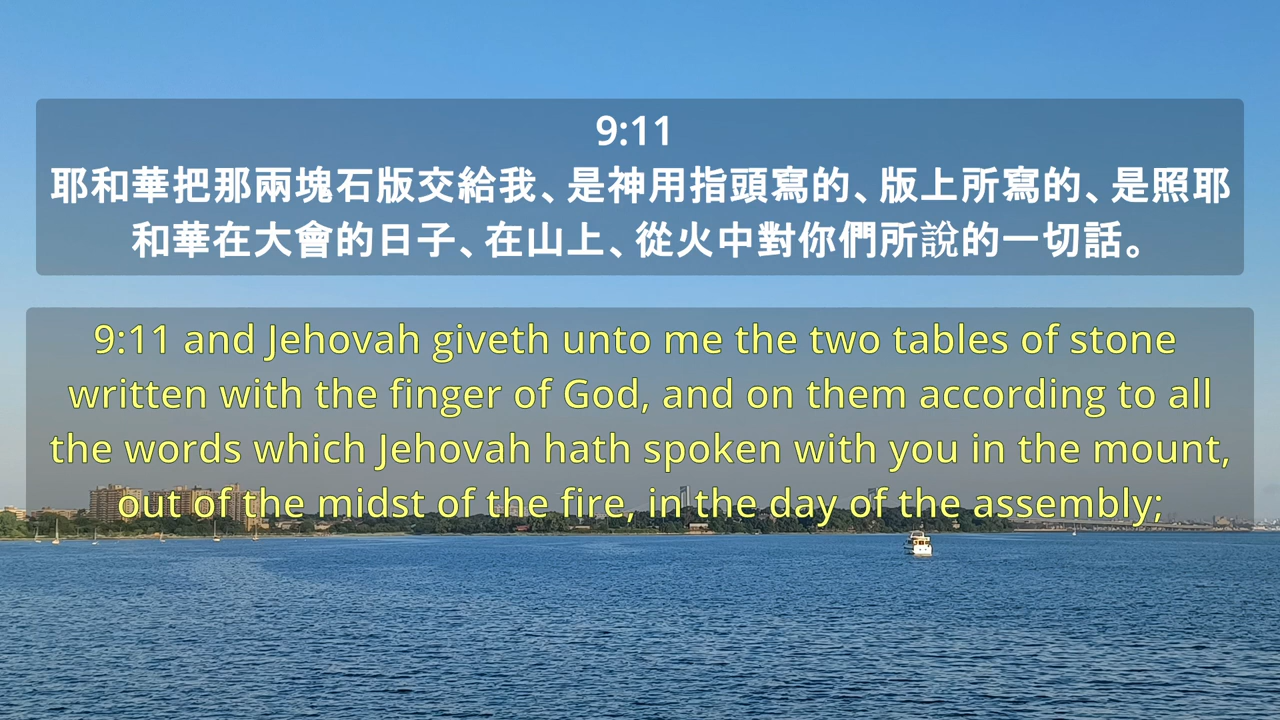 9:11
耶和華把那兩塊石版交給我、是神用指頭寫的、版上所寫的、是照耶
和華在大會的日子、在山上、從火中對你們所說的一切話。
9:11 and Jehovah giveth unto me the two tables of stone
written with the finger of God, and on them according to all
the words which Jehovah hath spoken with you in the mount,
out of the midst of the fire, in the day of the assembly;